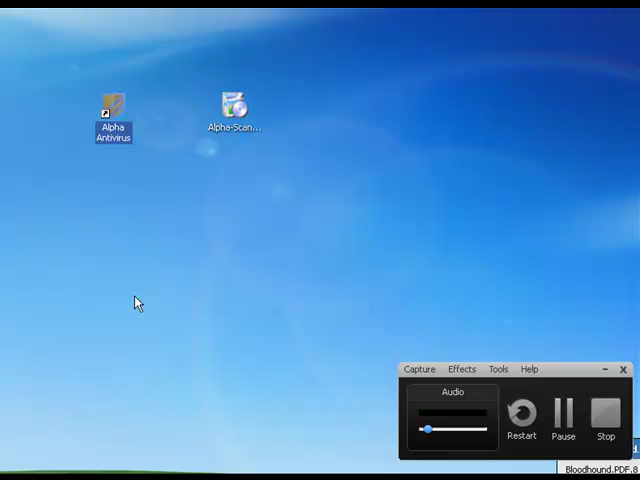 Alpha
Antivirus
Alpha-Scan...
Capture Effects Tools Help
Audio
Restart Pause Stop
Bloodhound.PDF.8